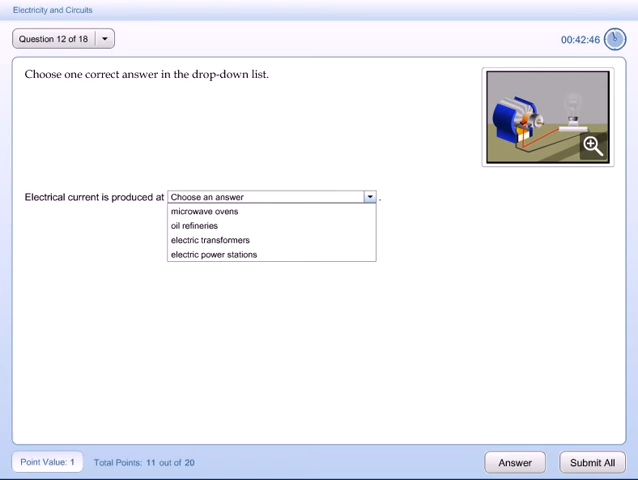 Electricity and Circuits
Question 12 of 18
00:42:46
Choose one correct answer in the drop-down list.
Electrical current is produced at Choose an answer .
microwave ovens
oil refineries
electric transformers
electric power stations
Point Value: 1 Total Points: 11 out of 20 Answer Submit All